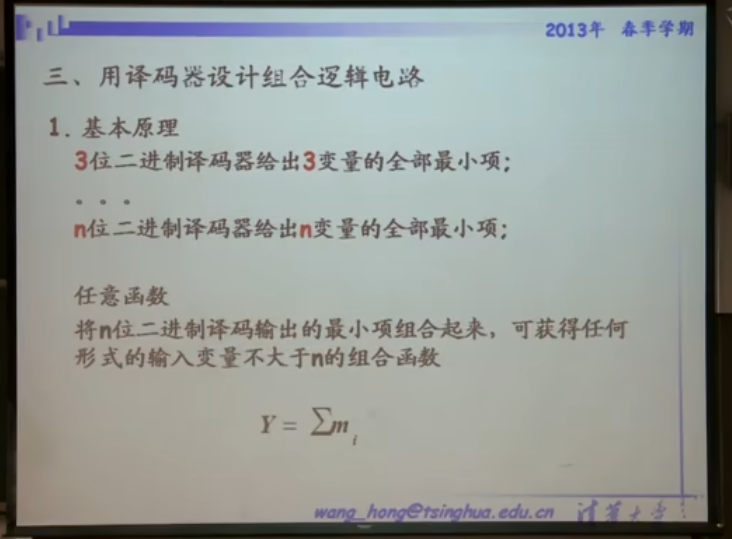 2013年 春季学期
三、用译码器设计组合逻辑电路
1. 基本原理
3位二进制译码器给出3变量的全部最小项；
。。。
n位二进制译码器给出n变量的全部最小项；
任意函数
将n位二进制译码输出的最小项组合起来，可获得任何
形式的输入变量不大于n的组合函数
Y = ∑m i
wang_hong@tsinghua.edu.cn 清华大学